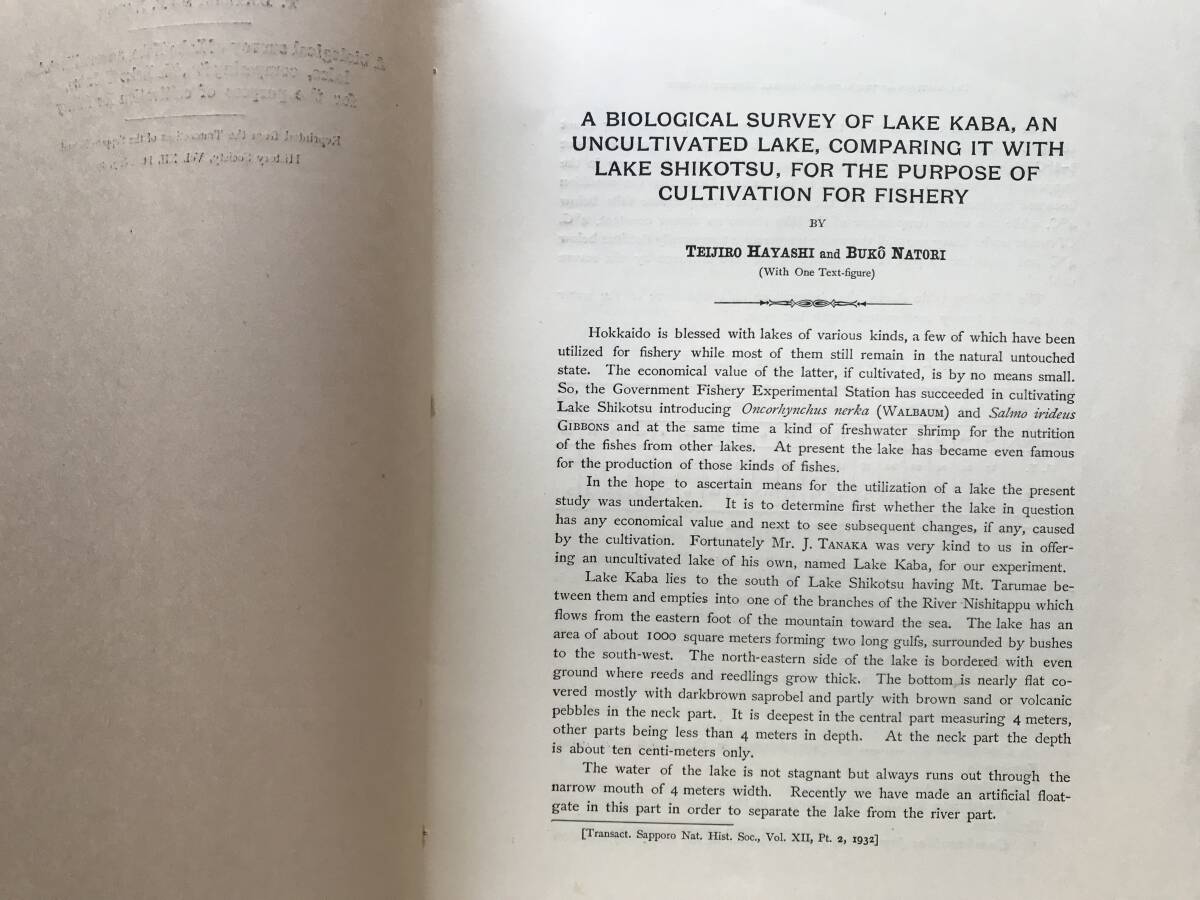 A BIOLOGICAL SURVEY OF LAKE KABA, AN
UNCULTIVATED LAKE, COMPARING IT WITH
LAKE SHIKOTSU, FOR THE PURPOSE OF
CULTIVATION FOR FISHERY
BY
TEIJIRO HAYASHI and BUKÔ NATORI
(With One Text-figure)
Hokkaido is blessed with lakes of various kinds, a few of which have been
utilized for fishery while most of them still remain in the natural untouched
state. The economical value of the latter, if cultivated, is by no means small.
So, the Government Fishery Experimental Station has succeeded in cultivating
Lake Shikotsu introducing Oncorhynchus nerka (WALBAUM) and Salmo irideus
GIBBONS and at the same time a kind of freshwater shrimp for the nutrition
of the fishes from other lakes. At present the lake has became even famous
for the production of those kinds of fishes.
In the hope to ascertain means for the utilization of a lake the present
study was undertaken. It is to determine first whether the lake in question
has any economical value and next to see subsequent changes, if any, caused
by the cultivation. Fortunately Mr. J. TANAKA was very kind to us in offer-
ing an uncultivated lake of his own, named Lake Kaba, for our experiment.
Lake Kaba lies to the south of Lake Shikotsu having Mt. Tarumae be-
tween them and empties into one of the branches of the River Nishitappu which
flows from the eastern foot of the mountain toward the sea. The lake has an
area of about 1000 square meters forming two long gulfs, surrounded by bushes
to the south-west. The north-eastern side of the lake is bordered with even
ground where reeds and reedlings grow thick. The bottom is nearly flat co-
vered mostly with darkbrown saprobel and partly with brown sand or volcanic
pebbles in the neck part. It is deepest in the central part measuring 4 meters,
other parts being less than 4 meters in depth. At the neck part the depth
is about ten centi-meters only.
The water of the lake is not stagnant but always runs out through the
narrow mouth of 4 meters width. Recently we have made an artificial float-
gate in this part in order to separate the lake from the river part.
[Transact. Sapporo Nat. Hist. Soc., Vol. XII, Pt. 2, 1932]